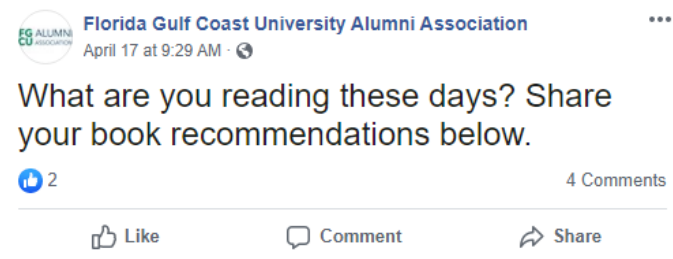 FG ALUMNI
CU ASSOCIATION
Florida Gulf Coast University Alumni Association
April 17 at 9:29 AM ·
What are you reading these days? Share
your book recommendations below.
2
4 Comments
Like
Comment
Share